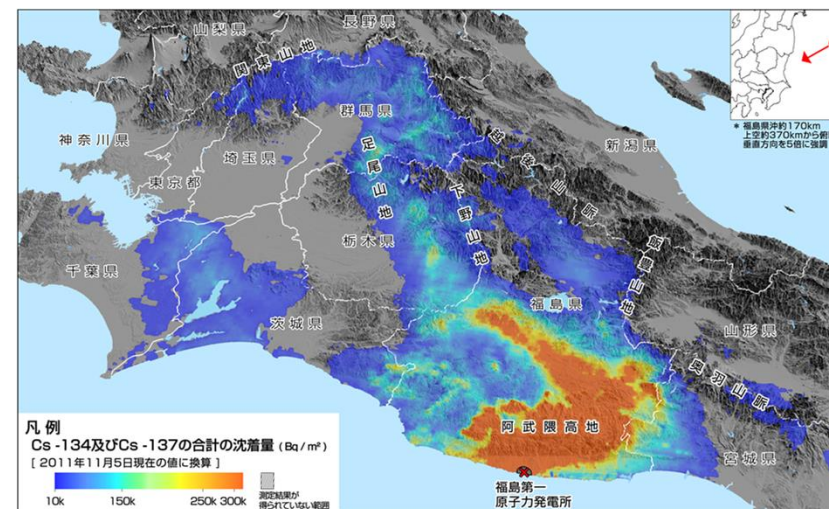 山梨県
長野県
関東山地
群馬県
神奈川県
埼玉県
足尾山地
越後山脈
新潟県
東京都
下野山地
栃木県
飯豊山地
千葉県
福島県
茨城県
山形県
奥羽山脈
阿武隈高地
宮城県
福島第一
原子力発電所
* 福島県沖約170km
上空約370kmから俯
垂直方向を5倍に強調
凡 例
Cs -134及びCs -137の合計の沈着量 ( Bq / m² )
[ 2011年11月5日現在の値に換算 ]
10k 150k 250k 300k
測定結果が
得られていない範囲